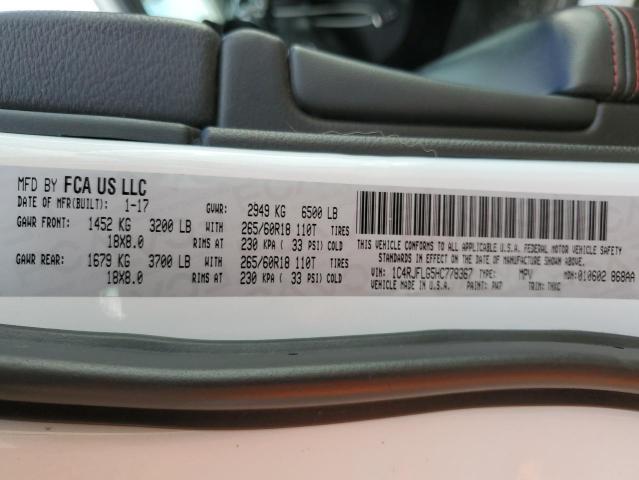 MFD BY FCA US LLC
DATE OF MFR(BUILT): 1-17 GVWR: 2949 KG 6500 LB
GAWR FRONT: 1452 KG 3200 LB WITH 265/60R18 110T TIRES
18X8.0 RIMS AT 230 KPA ( 33 PSI) COLD
GAWR REAR: 1679 KG 3700 LB WITH 265/60R18 110T TIRES
18X8.0 RIMS AT 230 KPA ( 33 PSI) COLD
THIS VEHICLE CONFORMS TO ALL APPLICABLE U.S.A. FEDERAL MOTOR VEHICLE SAFETY
STANDARDS IN EFFECT ON THE DATE OF MANUFACTURE SHOWN ABOVE.
VIN: 1C4RJFLG5HC778367 TYPE: MPV MDH:010602 868AA
VEHICLE MADE IN U.S.A. PAINT: PW7 TRIM: